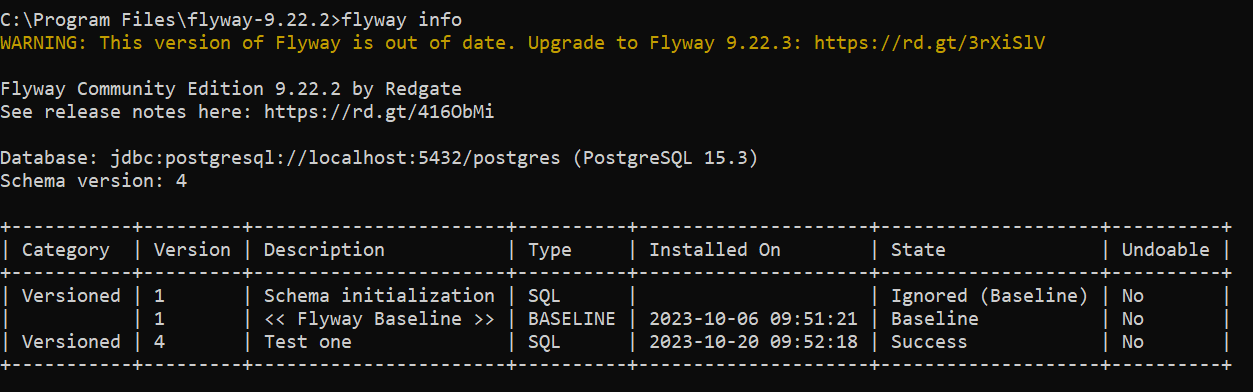 C:\Program Files\flyway-9.22.2>flyway info
WARNING: This version of Flyway is out of date. Upgrade to Flyway 9.22.3: https://rd.gt/3rXiSlV

Flyway Community Edition 9.22.2 by Redgate
See release notes here: https://rd.gt/416ObMi

Database: jdbc:postgresql://localhost:5432/postgres (PostgreSQL 15.3)
Schema version: 4

+-----------+---------+-----------------------+----------+---------------------+--------------------+----------+
| Category  | Version | Description           | Type     | Installed On        | State              | Undoable |
+-----------+---------+-----------------------+----------+---------------------+--------------------+----------+
| Versioned | 1       | Schema initialization | SQL      |                     | Ignored (Baseline) | No       |
|           | 1       | << Flyway Baseline >> | BASELINE | 2023-10-06 09:51:21 | Baseline           | No       |
| Versioned | 4       | Test one              | SQL      | 2023-10-20 09:52:18 | Success            | No       |
+-----------+---------+-----------------------+----------+---------------------+--------------------+----------+